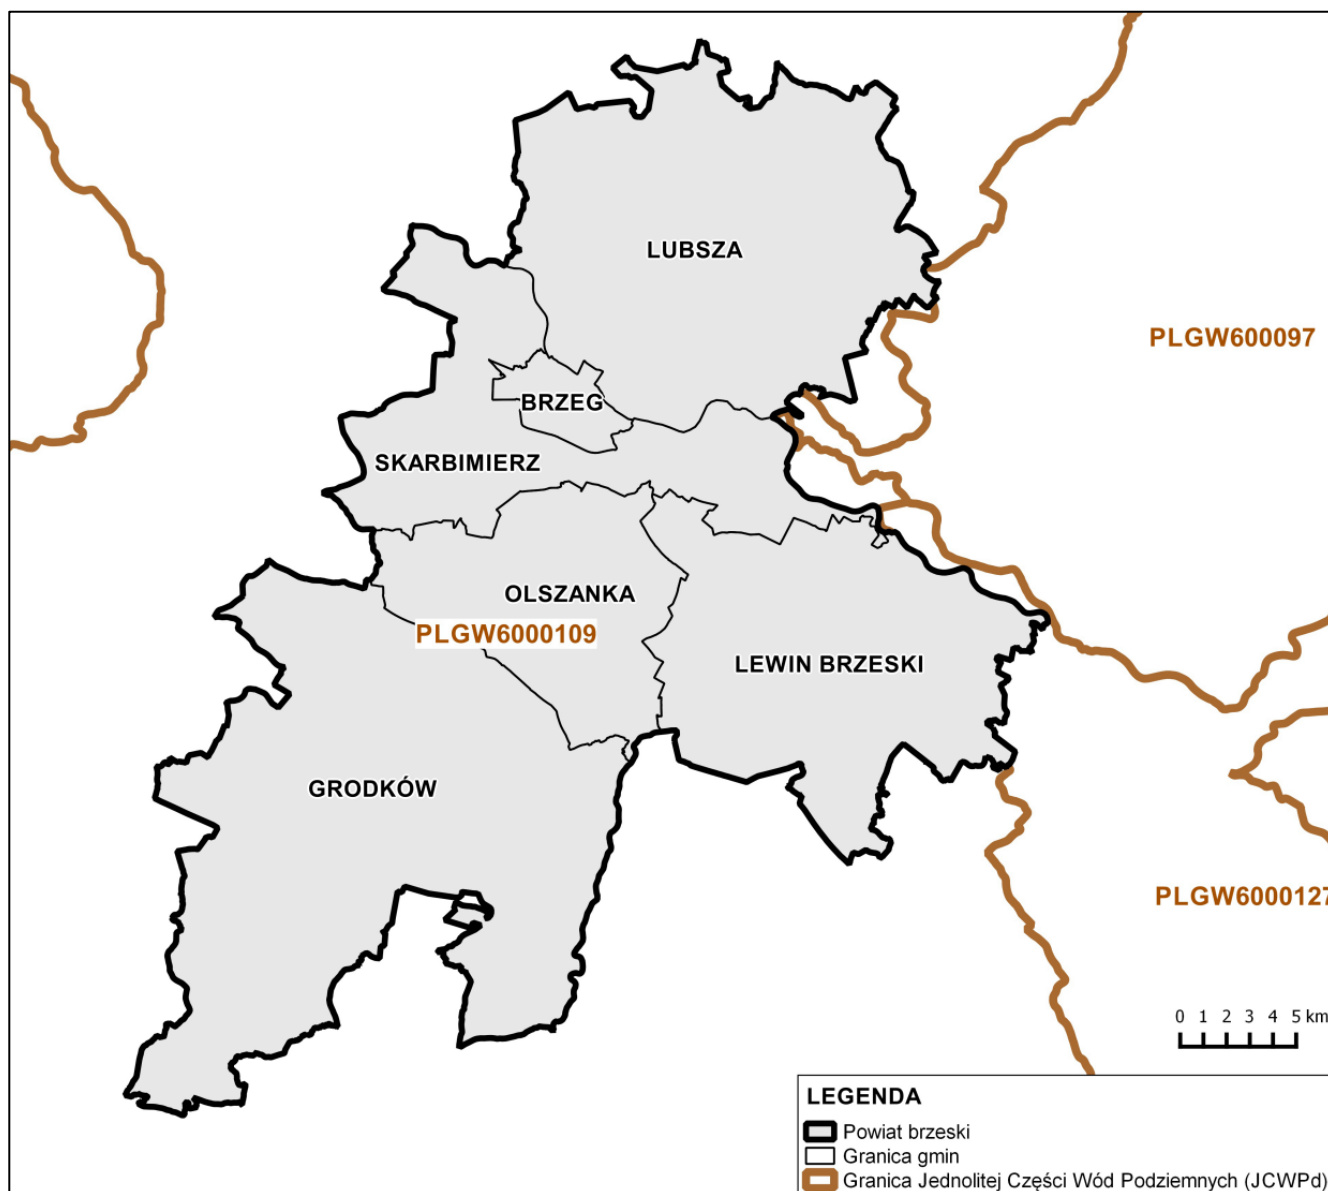 LUBSZA
PLGW600097
BRZEG
SKARBIMIERZ
OLSZANKA
PLGW6000109
LEWIN BRZESKI
GRODKÓW
PLGW6000127
0 1 2 3 4 5 km
LEGENDA
Powiat brzeski
Granica gmin
Granica Jednolitej Części Wód Podziemnych (JCWPd)